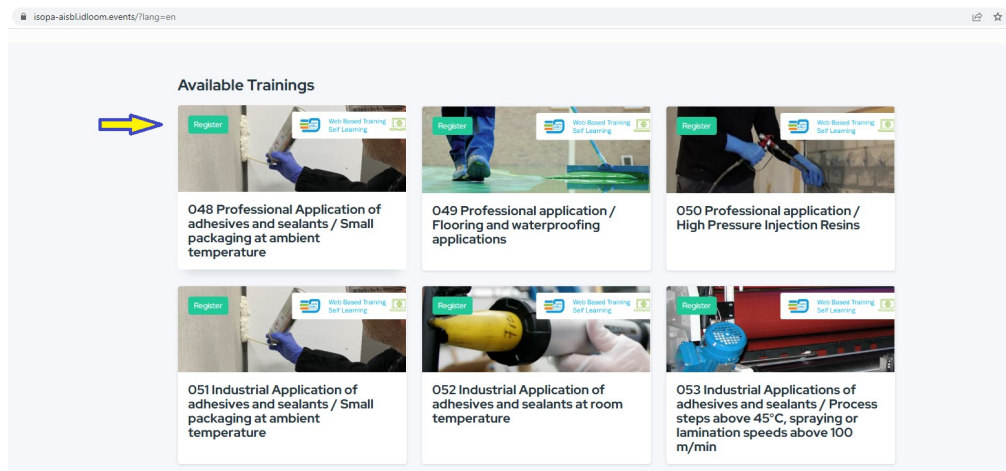 isopa-aisbl.idloom.events/?lang=en
Available Trainings
Register
Web Based Training
Self Learning
048 Professional Application of
adhesives and sealants / Small
packaging at ambient
temperature
Register
Web Based Training
Self Learning
049 Professional application /
Flooring and waterproofing
applications
Register
Web Based Training
Self Learning
050 Professional application /
High Pressure Injection Resins
Register
Web Based Training
Self Learning
051 Industrial Application of
adhesives and sealants / Small
packaging at ambient
temperature
Register
Web Based Training
Self Learning
052 Industrial Application of
adhesives and sealants at room
temperature
Register
Web Based Training
Self Learning
053 Industrial Applications of
adhesives and sealants / Process
steps above 45°C, spraying or
lamination speeds above 100
m/min